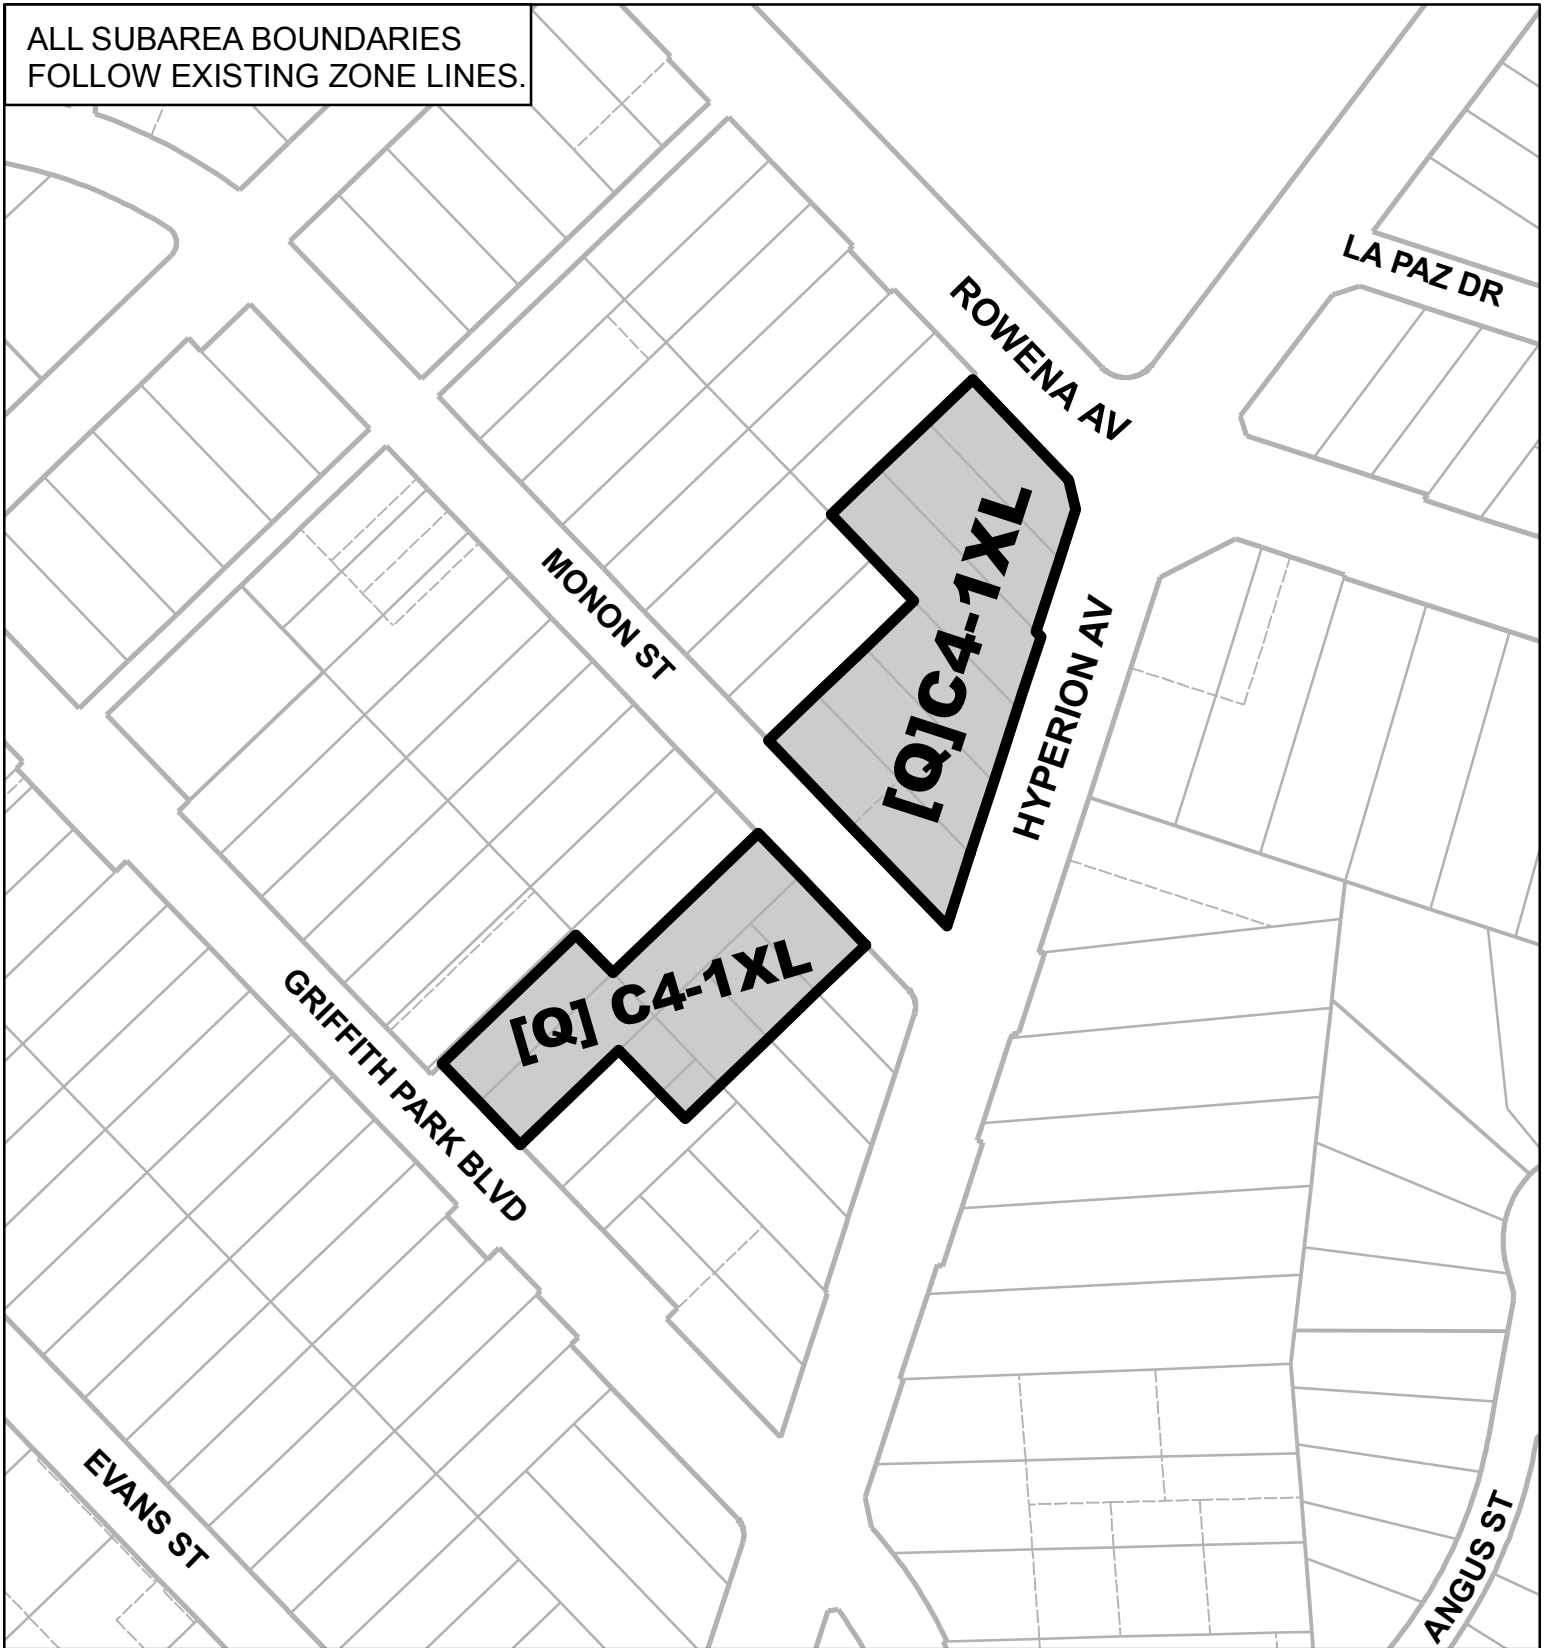 ALL SUBAREA BOUNDARIES
FOLLOW EXISTING ZONE LINES.
LA PAZ DR
ROWENA AV
[Q]C4-1XL
MONON ST
HYPERION AV
[Q] C4-1XL
GRIFFITH PARK BLVD
EVANS ST
ANGUS ST